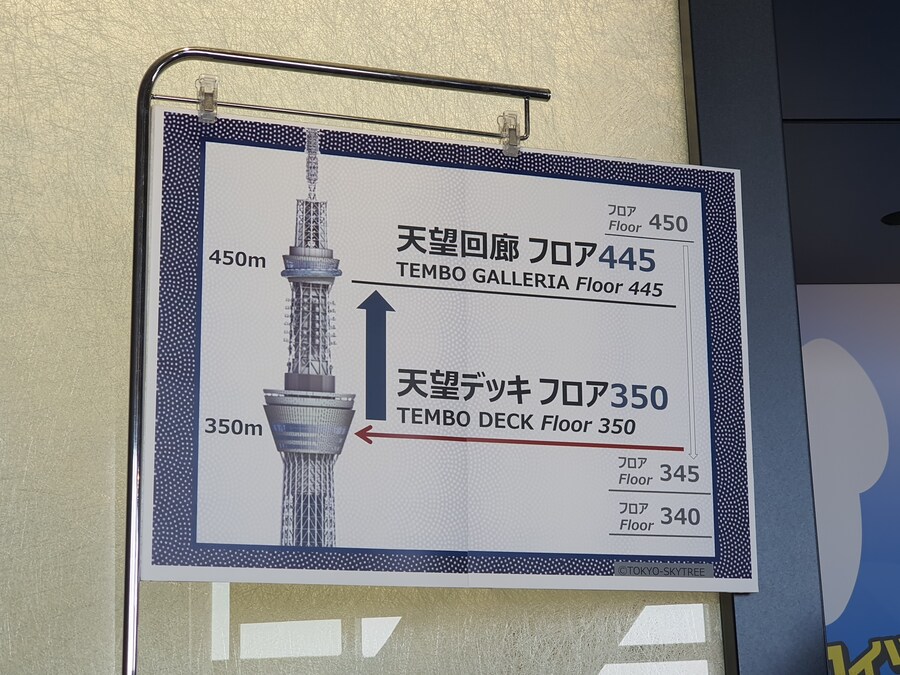 フロア
Floor 450
450m
天望回廊 フロア445
TEMBO GALLERIA Floor 445
天望デッキ フロア350
TEMBO DECK Floor 350
350m
フロア
Floor 345
フロア
Floor 340
©TOKYO-SKYTREE